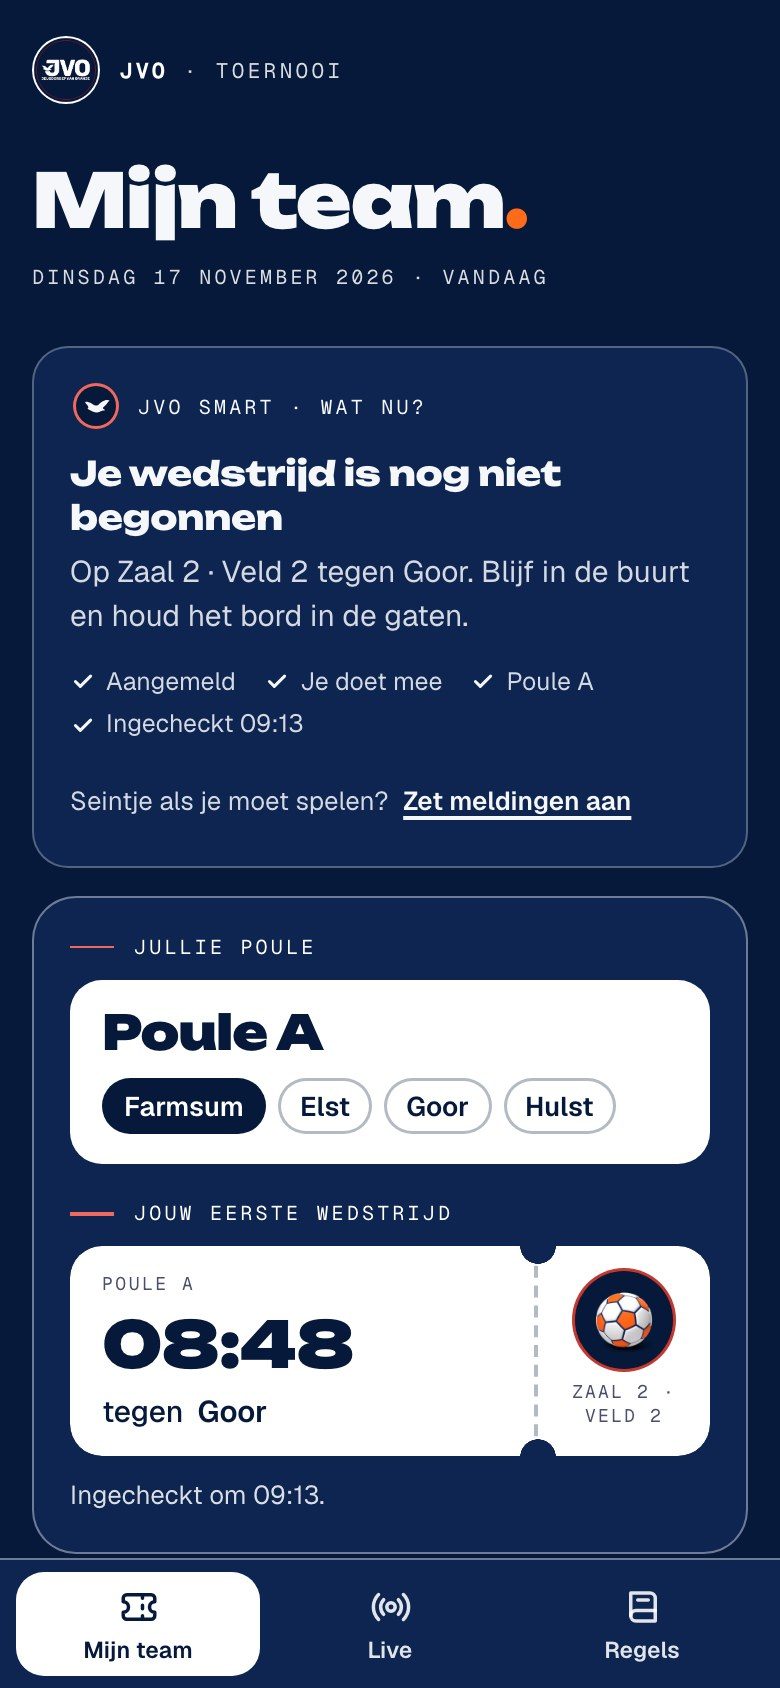 JVO
JVO · TOERNOOI
Mijn team.
DINSDAG 17 NOVEMBER 2026 · VANDAAG
JVO SMART · WAT NU?
Je wedstrijd is nog niet
begonnen
Op Zaal 2 · Veld 2 tegen Goor. Blijf in de buurt
en houd het bord in de gaten.
Aangemeld Je doet mee Poule A
Ingecheckt 09:13
Seintje als je moet spelen? Zet meldingen aan
JULLIE POULE
Poule A
Farmsum Elst Goor Hulst
JOUW EERSTE WEDSTRIJD
POULE A
08:48
tegen Goor
ZAAL 2 ·
VELD 2
Ingecheckt om 09:13.
Mijn team Live Regels